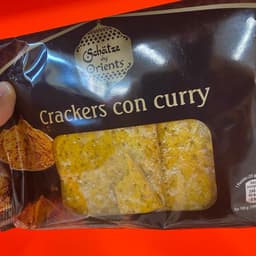 Schätze
des
Orients
Crackers con curry